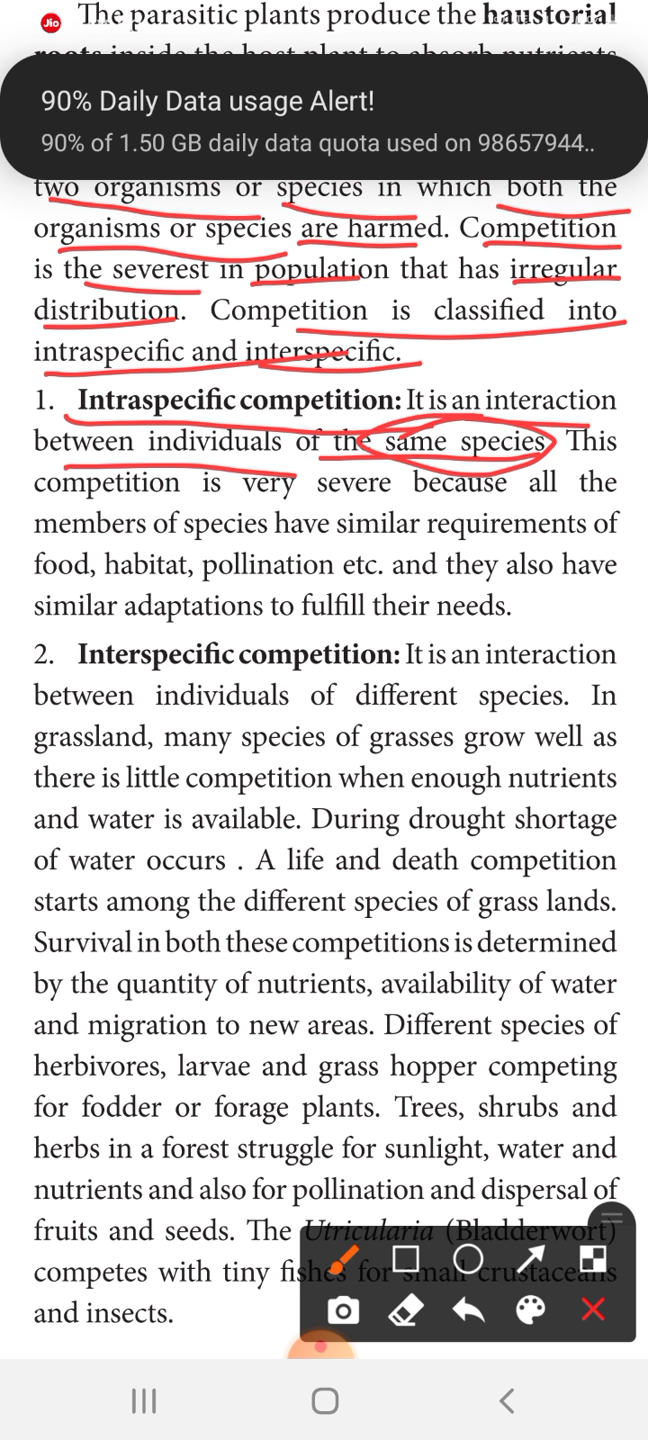 Jio
The parasitic plants produce the haustorial
roots inside the host plant to absorb nutrients
90% Daily Data usage Alert!
90% of 1.50 GB daily data quota used on 98657944..
two organisms or species in which both the
organisms or species are harmed. Competition
is the severest in population that has irregular
distribution. Competition is classified into
intraspecific and interspecific.
1. Intraspecific competition: It is an interaction
between individuals of the same species. This
competition is very severe because all the
members of species have similar requirements of
food, habitat, pollination etc. and they also have
similar adaptations to fulfill their needs.
2. Interspecific competition: It is an interaction
between individuals of different species. In
grassland, many species of grasses grow well as
there is little competition when enough nutrients
and water is available. During drought shortage
of water occurs . A life and death competition
starts among the different species of grass lands.
Survival in both these competitions is determined
by the quantity of nutrients, availability of water
and migration to new areas. Different species of
herbivores, larvae and grass hopper competing
for fodder or forage plants. Trees, shrubs and
herbs in a forest struggle for sunlight, water and
nutrients and also for pollination and dispersal of
fruits and seeds. The Utricularia (Bladderwort)
competes with tiny fishes for small crustaceans
and insects.